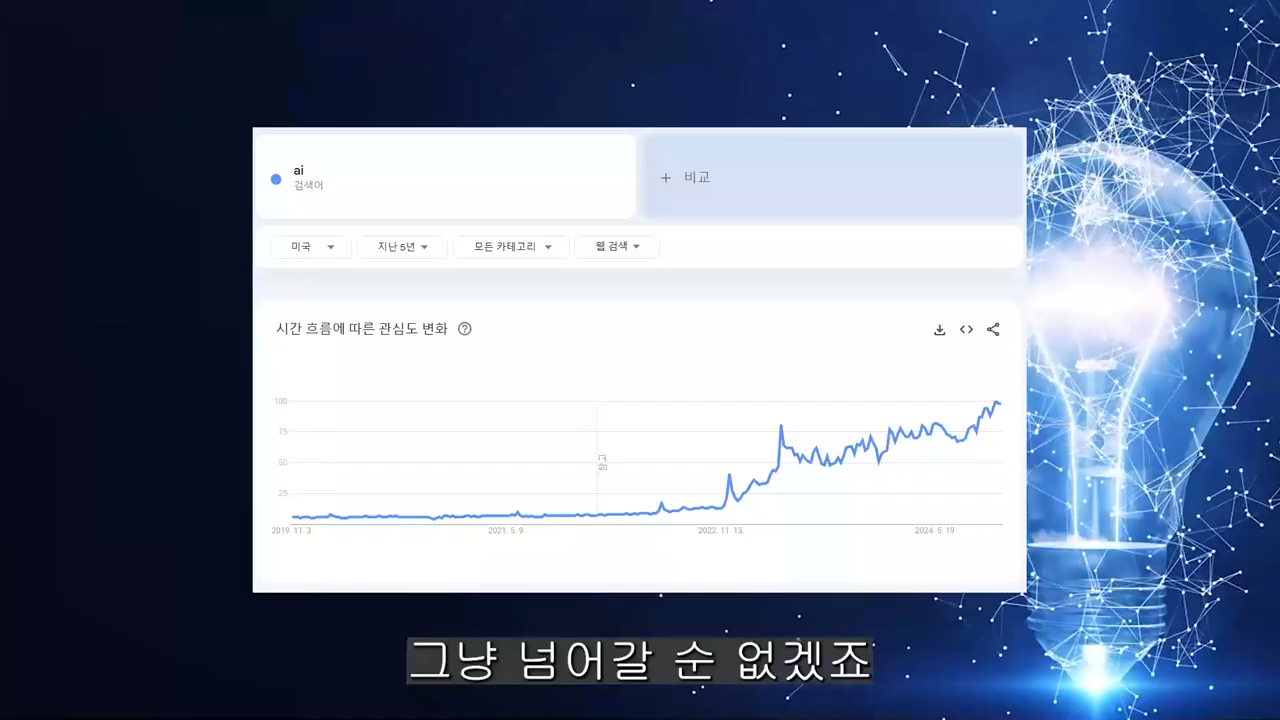 ai
검색어
+ 비교
미국
지난 5년
모든 카테고리
웹 검색
시간 흐름에 따른 관심도 변화
100
75
50
25
참고
2019. 11. 3.
2021. 5. 9.
2022. 11. 13.
2024. 5. 19
그냥 넘어갈 순 없겠죠